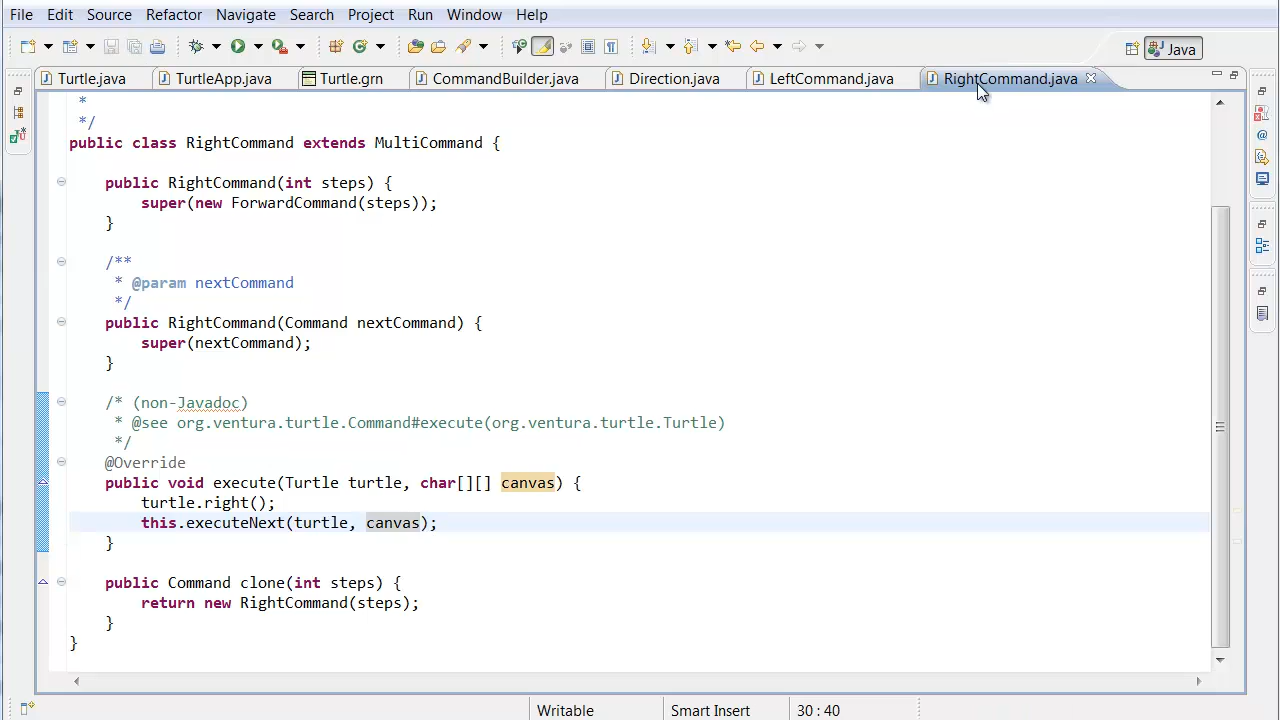 File Edit Source Refactor Navigate Search Project Run Window Help
Java
Turtle.java TurtleApp.java Turtle.grn CommandBuilder.java Direction.java LeftCommand.java RightCommand.java
*
*/
public class RightCommand extends MultiCommand {
public RightCommand(int steps) {
super(new ForwardCommand(steps));
}
/**
* @param nextCommand
*/
public RightCommand(Command nextCommand) {
super(nextCommand);
}
/* (non-Javadoc)
* @see org.ventura.turtle.Command#execute(org.ventura.turtle.Turtle)
*/
@Override
public void execute(Turtle turtle, char[][] canvas) {
turtle.right();
this.executeNext(turtle, canvas);
}
public Command clone(int steps) {
return new RightCommand(steps);
}
}
Writable Smart Insert 30 : 40